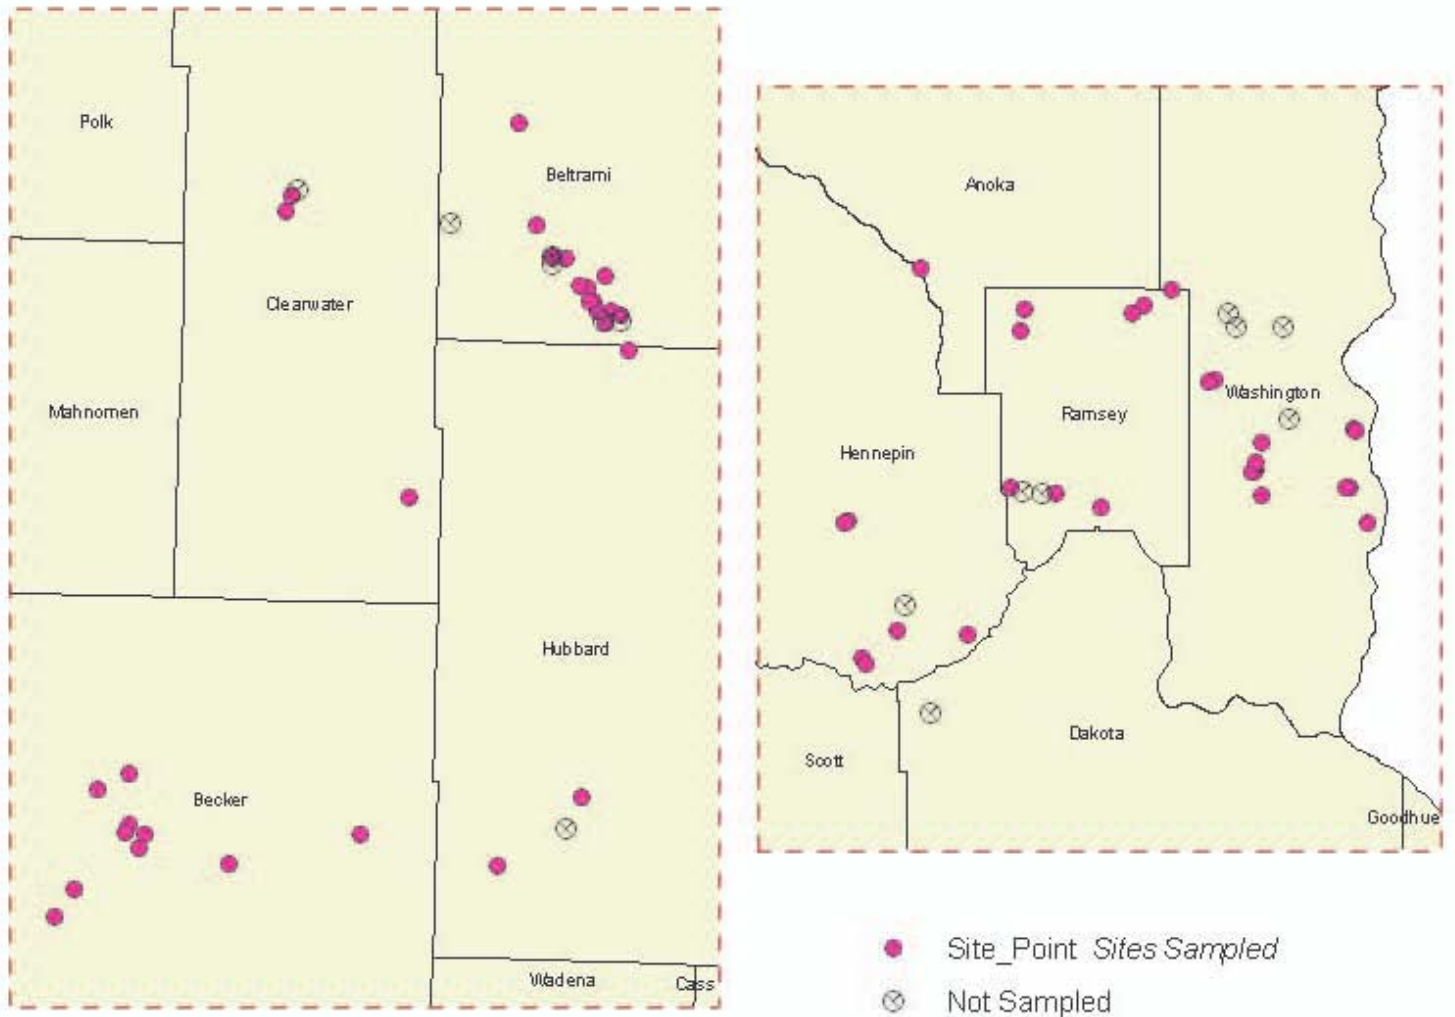 Polk
Beltrami
Clearwater
Mahnomen
Hubbard
Becker
Wadena
Cass
Anoka
Ramsey
Washington
Hennepin
Dakota
Scott
Goodhue
Site_Point Sites Sampled
Not Sampled